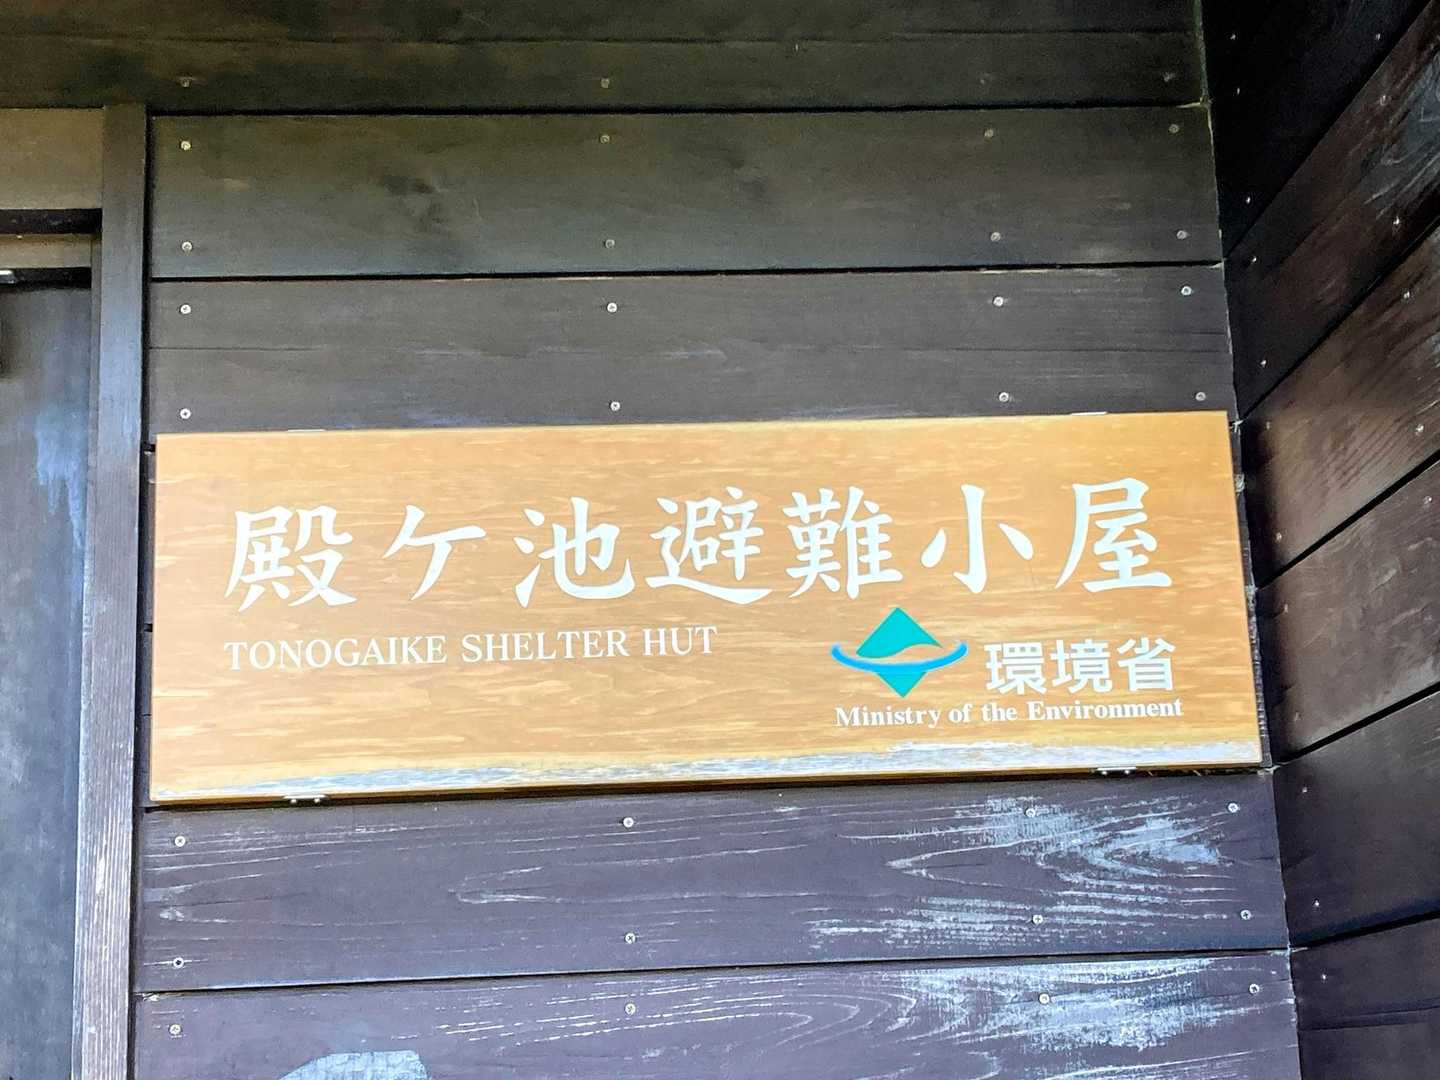 殿ケ池避難小屋
TONOGAIKE SHELTER HUT
環境省
Ministry of the Environment